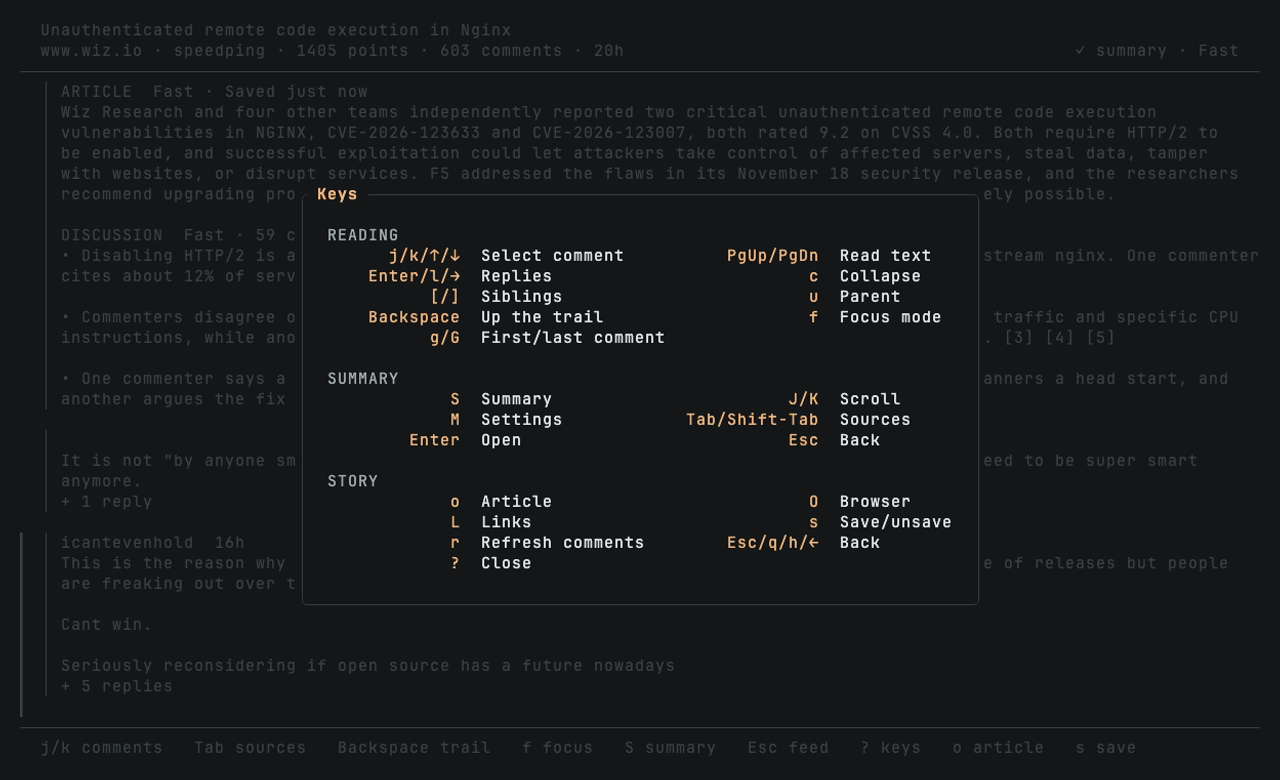 Unauthenticated remote code execution in Nginx
www.wiz.io · speedping · 1405 points · 603 comments · 20h ✓ summary · Fast
ARTICLE Fast · Saved just now
Wiz Research and four other teams independently reported two critical unauthenticated remote code execution
vulnerabilities in NGINX, CVE-2026-123633 and CVE-2026-123007, both rated 9.2 on CVSS 4.0. Both require HTTP/2 to
be enabled, and successful exploitation could let attackers take control of affected servers, steal data, tamper
with websites, or disrupt services. F5 addressed the flaws in its November 18 security release, and the researchers
recommend upgrading pro ely possible.
DISCUSSION Fast · 59 c
• Disabling HTTP/2 is a stream nginx. One commenter
cites about 12% of serv
• Commenters disagree o traffic and specific CPU
instructions, while ano . [3] [4] [5]
• One commenter says a anners a head start, and
another argues the fix
It is not "by anyone sm eed to be super smart
anymore.
+ 1 reply
icantevenhold 16h
This is the reason why e of releases but people
are freaking out over t
Cant win.
Seriously reconsidering if open source has a future nowadays
+ 5 replies
Keys
READING
j/k/↑/↓ Select comment PgUp/PgDn Read text
Enter/l/→ Replies c Collapse
[/] Siblings u Parent
Backspace Up the trail f Focus mode
g/G First/last comment
SUMMARY
S Summary J/K Scroll
M Settings Tab/Shift-Tab Sources
Enter Open Esc Back
STORY
o Article O Browser
L Links s Save/unsave
r Refresh comments Esc/q/h/← Back
? Close
j/k comments Tab sources Backspace trail f focus S summary Esc feed ? keys o article s save